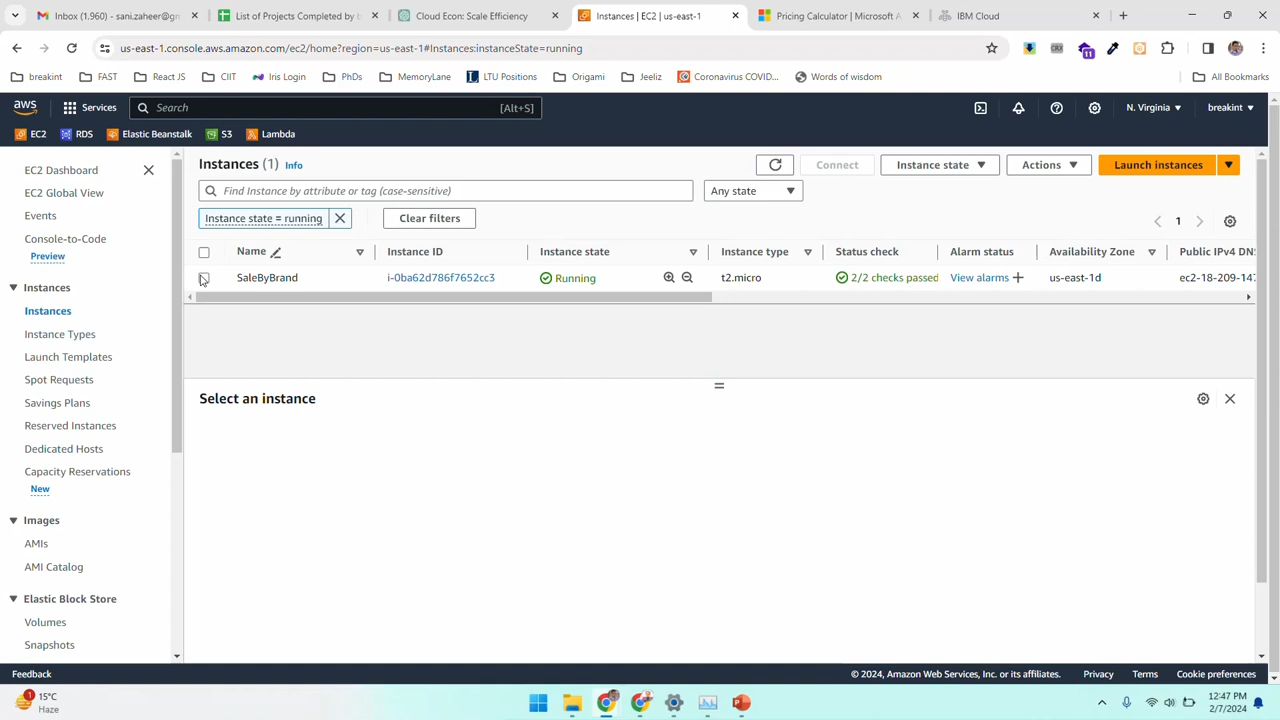 Inbox (1,960) - sani.zaheer@gm
List of Projects Completed by b
Cloud Econ: Scale Efficiency
Instances | EC2 | us-east-1
Pricing Calculator | Microsoft A
IBM Cloud
us-east-1.console.aws.amazon.com/ec2/home?region=us-east-1#Instances:instanceState=running
11
breakint
FAST
React JS
CIIT
Iris Login
PhDs
MemoryLane
LTU Positions
Origami
Jeeliz
Coronavirus COVID...
Words of wisdom
All Bookmarks
aws
Services
Search
[Alt+S]
N. Virginia
breakint
EC2
RDS
Elastic Beanstalk
S3
Lambda
EC2 Dashboard
EC2 Global View
Events
Console-to-Code
Preview
Instances
Instances
Instance Types
Launch Templates
Spot Requests
Savings Plans
Reserved Instances
Dedicated Hosts
Capacity Reservations
New
Images
AMIs
AMI Catalog
Elastic Block Store
Volumes
Snapshots
Instances (1) Info
Connect
Instance state
Actions
Launch instances
Find Instance by attribute or tag (case-sensitive)
Any state
Instance state = running
Clear filters
1
Name
Instance ID
Instance state
Instance type
Status check
Alarm status
Availability Zone
Public IPv4 DN
SaleByBrand
i-0ba62d786f7652cc3
Running
t2.micro
2/2 checks passed
View alarms
us-east-1d
ec2-18-209-147
Select an instance
Feedback
© 2024, Amazon Web Services, Inc. or its affiliates.
Privacy
Terms
Cookie preferences
1
15°C
Haze
12:47 PM
2/7/2024